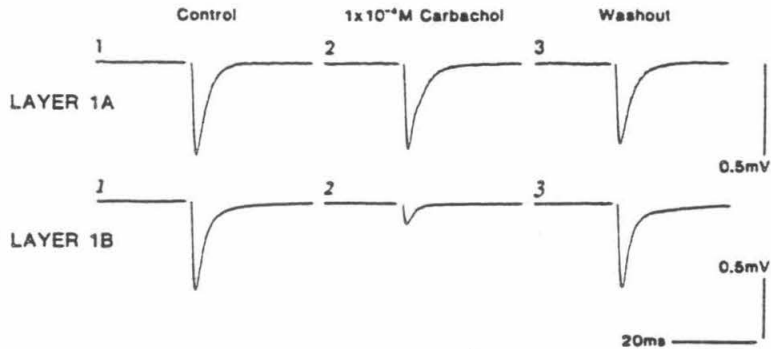 Control 1x10⁻⁴M Carbachol Washout
1 2 3
LAYER 1A
0.5mV
1 2 3
LAYER 1B
0.5mV
20ms